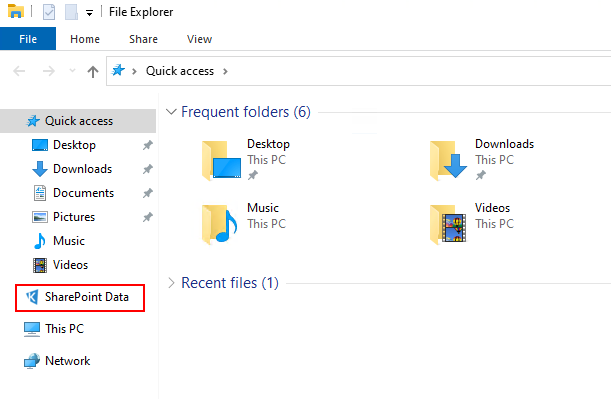 File Explorer
File Home Share View
Quick access
Quick access
Desktop
Downloads
Documents
Pictures
Music
Videos
SharePoint Data
This PC
Network
Frequent folders (6)
Desktop
This PC
Downloads
This PC
Music
This PC
Videos
This PC
Recent files (1)